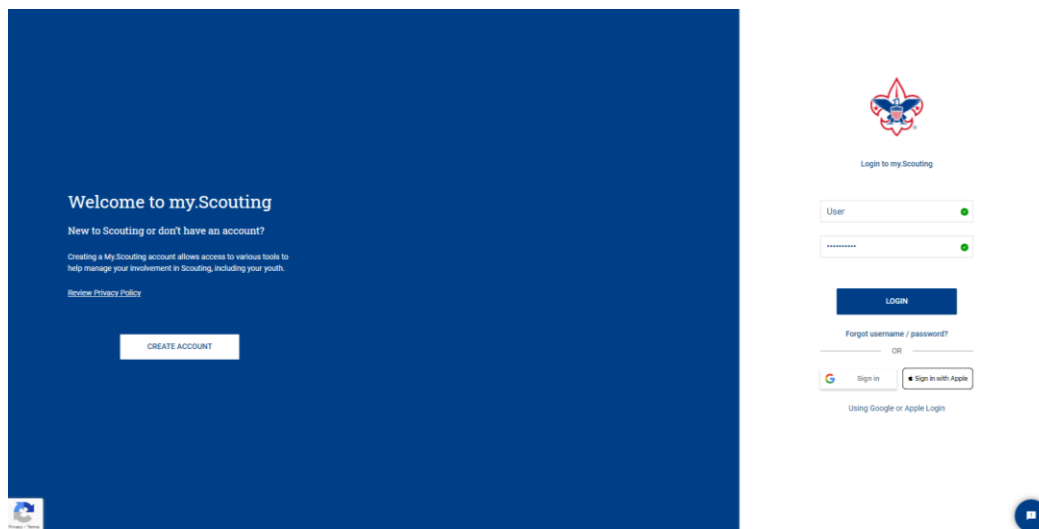 Welcome to my.Scouting
New to Scouting or don't have an account?
Creating a My.Scouting account allows access to various tools to
help manage your involvement in Scouting, including your youth.
Review Privacy Policy
CREATE ACCOUNT
Privacy - Terms
Login to my.Scouting
User
••••••••••
LOGIN
Forgot username / password?
OR
Sign in
Sign in with Apple
Using Google or Apple Login